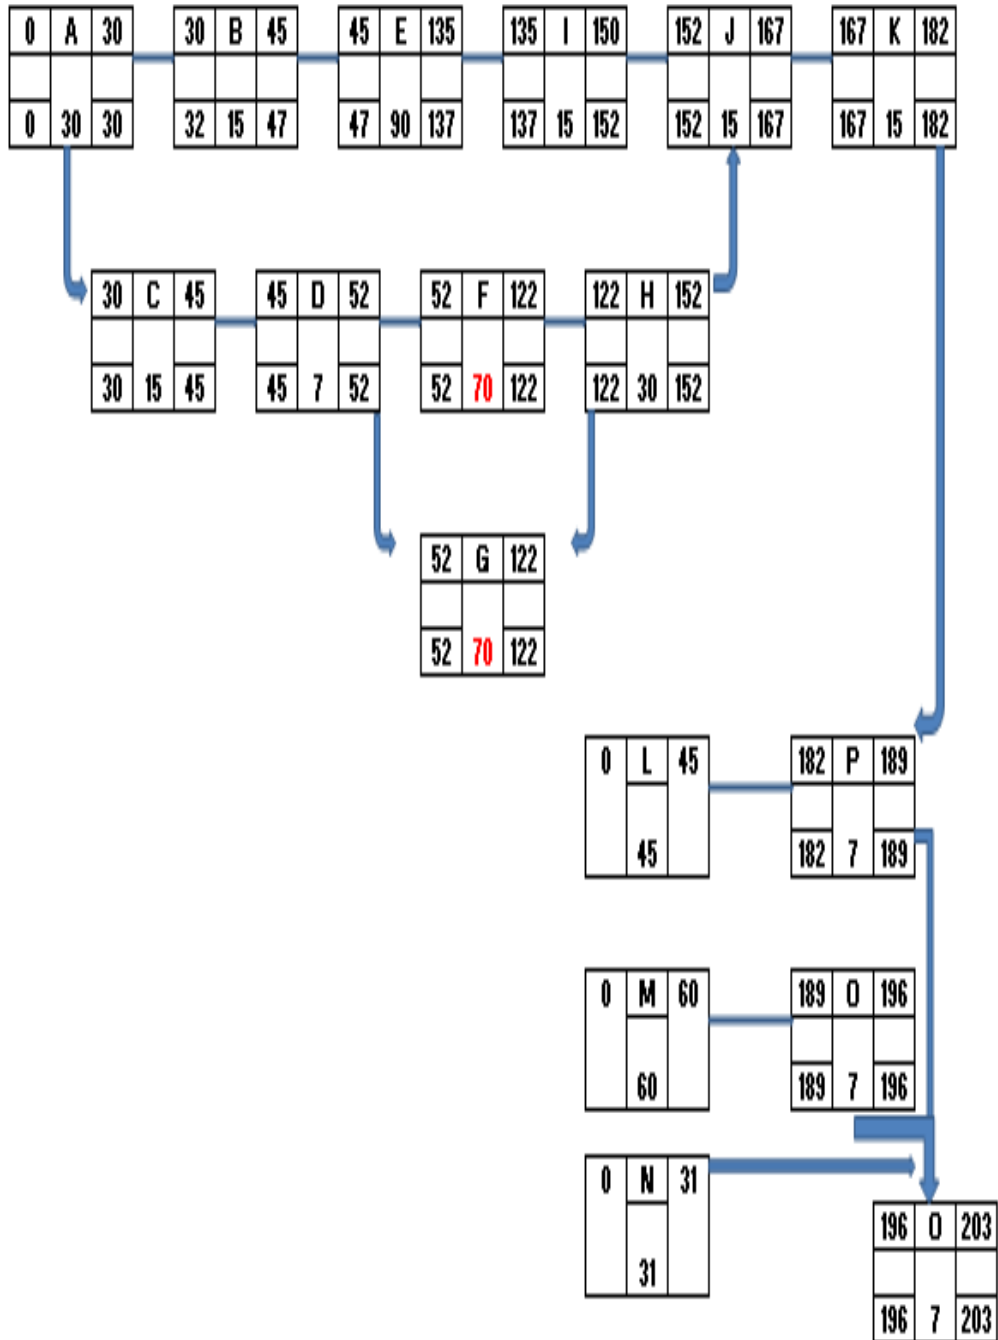 0 A 30 30 B 45 45 E 135 135 I 150 152 J 167 167 K 182
0 30 30 32 15 47 47 90 137 137 15 152 152 15 167 167 15 182
30 C 45 45 D 52 52 F 122 122 H 152
30 15 45 45 7 52 52 70 122 122 30 152
52 G 122
52 70 122
0 L 45 182 P 189
45 182 7 189
0 M 60 189 O 196
60 189 7 196
0 N 31
196 O 203
31
196 7 203